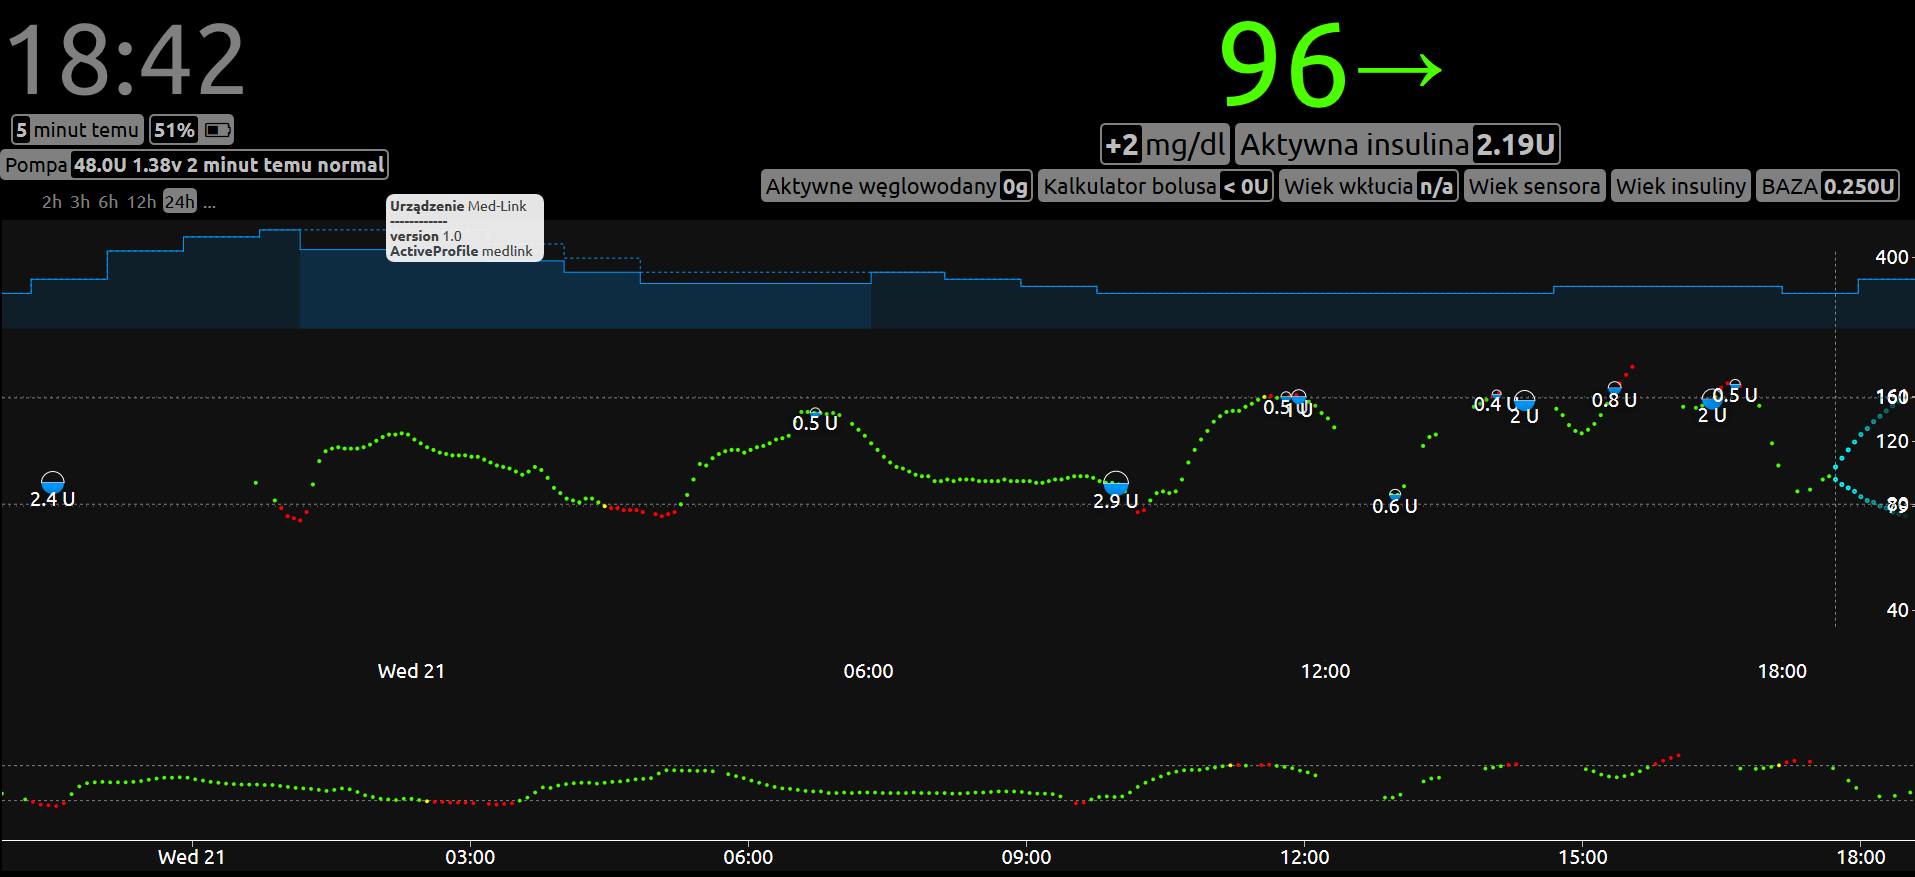 18:42
96→
5 minut temu 51%
+2 mg/dl Aktywna insulina 2.19U
Pompa 48.0U 1.38v 2 minut temu normal
Aktywne węglowodany 0g Kalkulator bolusa < 0U Wiek wkłucia n/a Wiek sensora Wiek insuliny BAZA 0.250U
2h 3h 6h 12h 24h ...
Urządzenie Med-Link
------------
version 1.0
ActiveProfile medlink
400
160
0.5 U
0.5 U
1 U
0.4 U
2 U
0.8 U
2 U
0.5 U
120
2.4 U
2.9 U
0.6 U
80
40
Wed 21 06:00 12:00 18:00
Wed 21 03:00 06:00 09:00 12:00 15:00 18:00